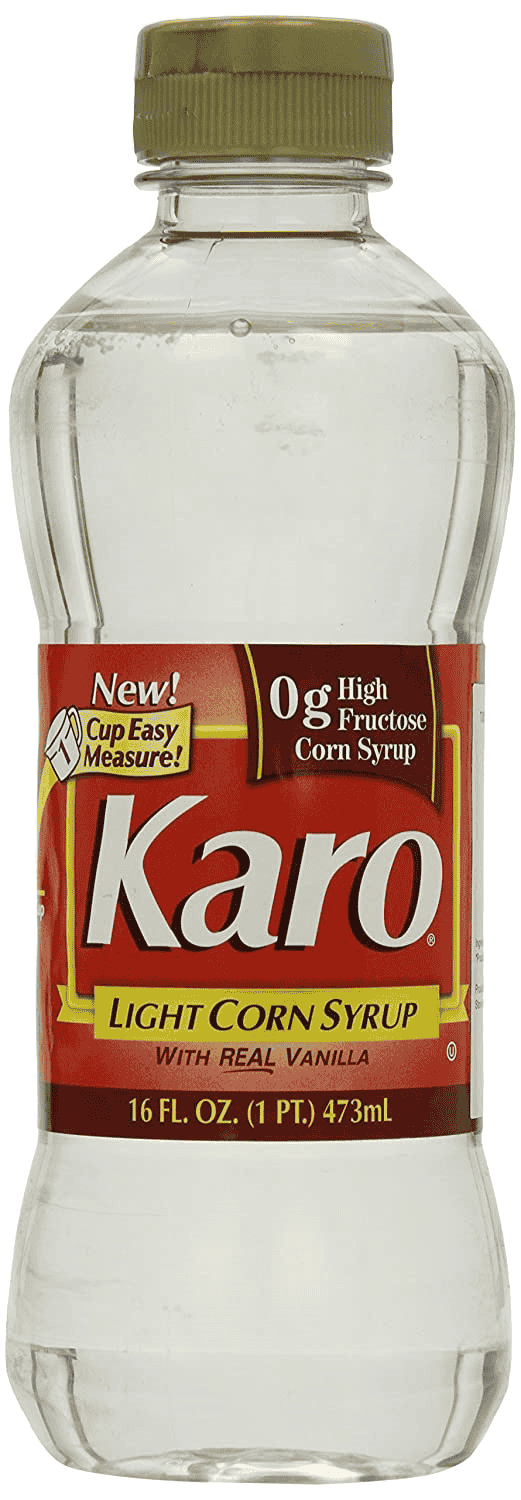 New!
Cup Easy
Measure!
0g High
Fructose
Corn Syrup
Karo®
LIGHT CORN SYRUP
WITH REAL VANILLA
U
16 FL. OZ. (1 PT.) 473mL